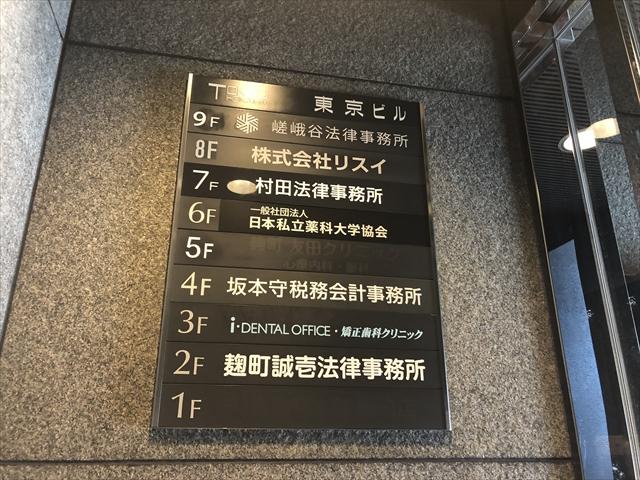 東京ビル
9F 嵯峨谷法律事務所
8F 株式会社リスイ
7F 村田法律事務所
一般社団法人
6F 日本私立薬科大学協会
5F
4F 坂本守税務会計事務所
3F i・DENTAL OFFICE・矯正歯科クリニック
2F 麹町誠壱法律事務所
1F